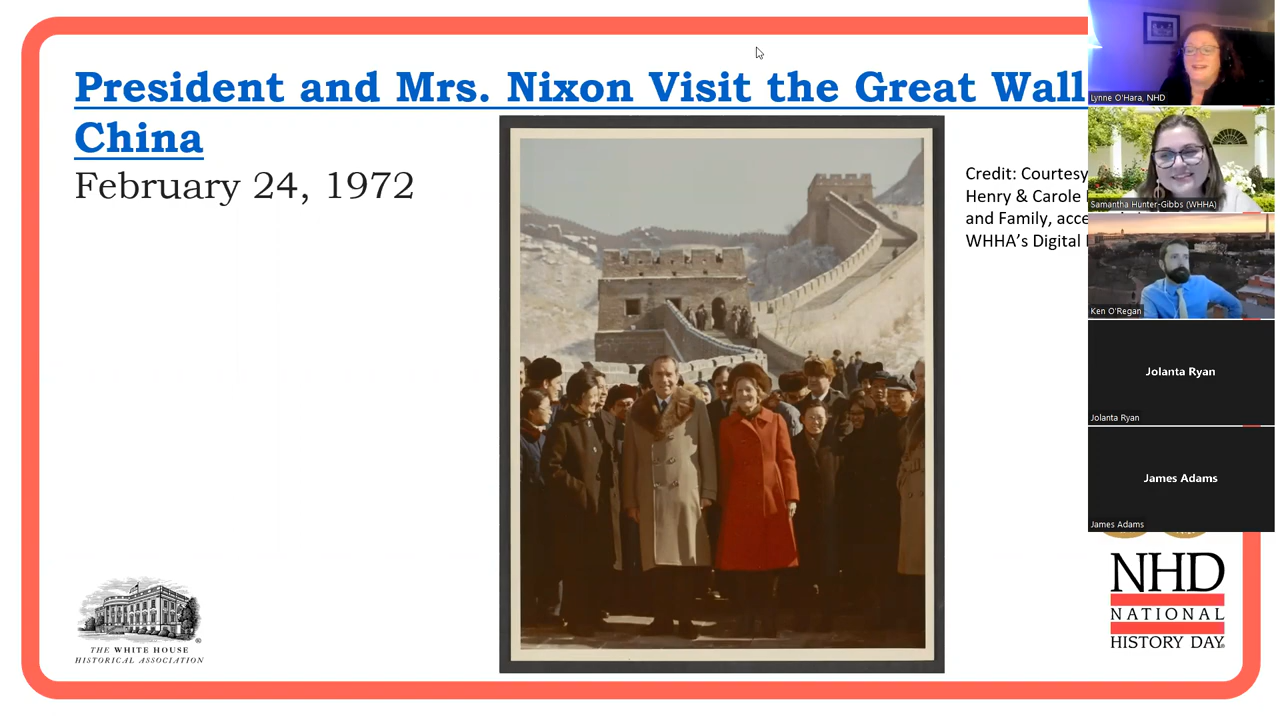 President and Mrs. Nixon Visit the Great Wall
China
February 24, 1972
Credit: Courtesy
Henry & Carole
and Family, acce
WHHA's Digital
Lynne O'Hara, NHD
Samantha Hunter-Gibbs (WHHA)
Ken O'Regan
Jolanta Ryan
Jolanta Ryan
James Adams
James Adams
THE WHITE HOUSE
HISTORICAL ASSOCIATION
NHD
NATIONAL
HISTORY DAY